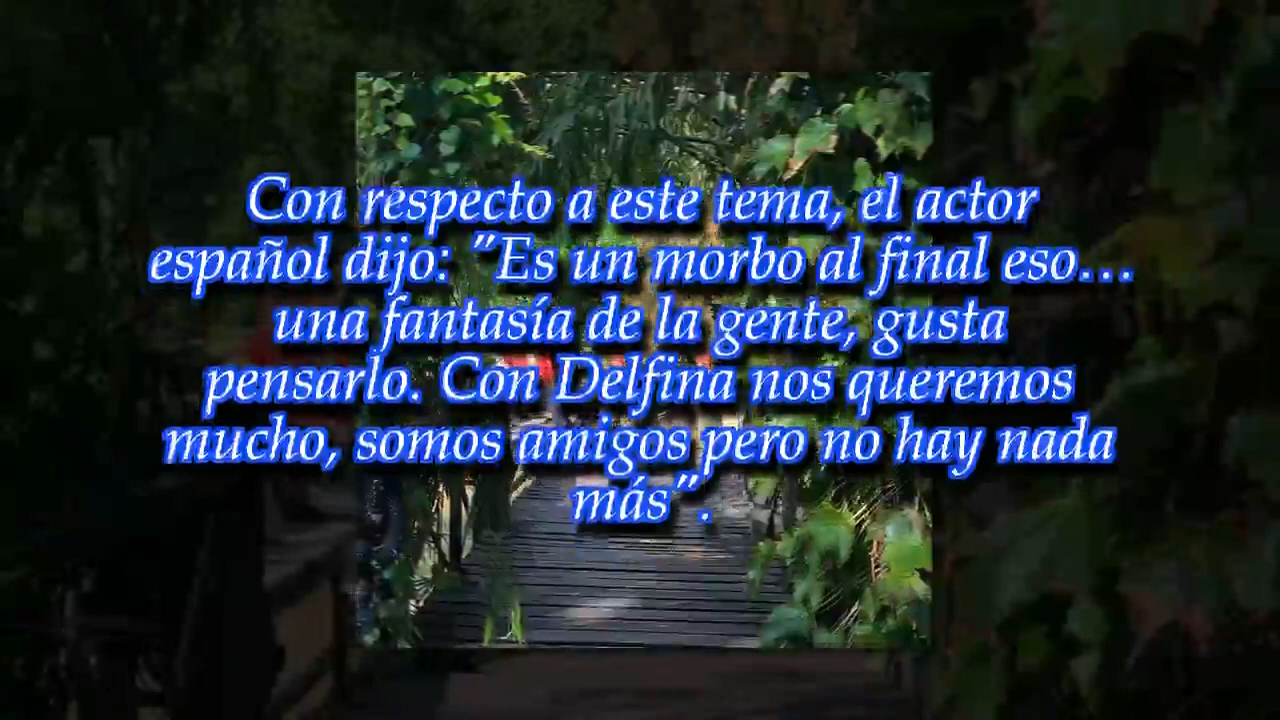 Con respecto a este tema, el actor
español dijo: "Es un morbo al final eso…
una fantasía de la gente, gusta
pensarlo. Con Delfina nos queremos
mucho, somos amigos pero no hay nada
más".